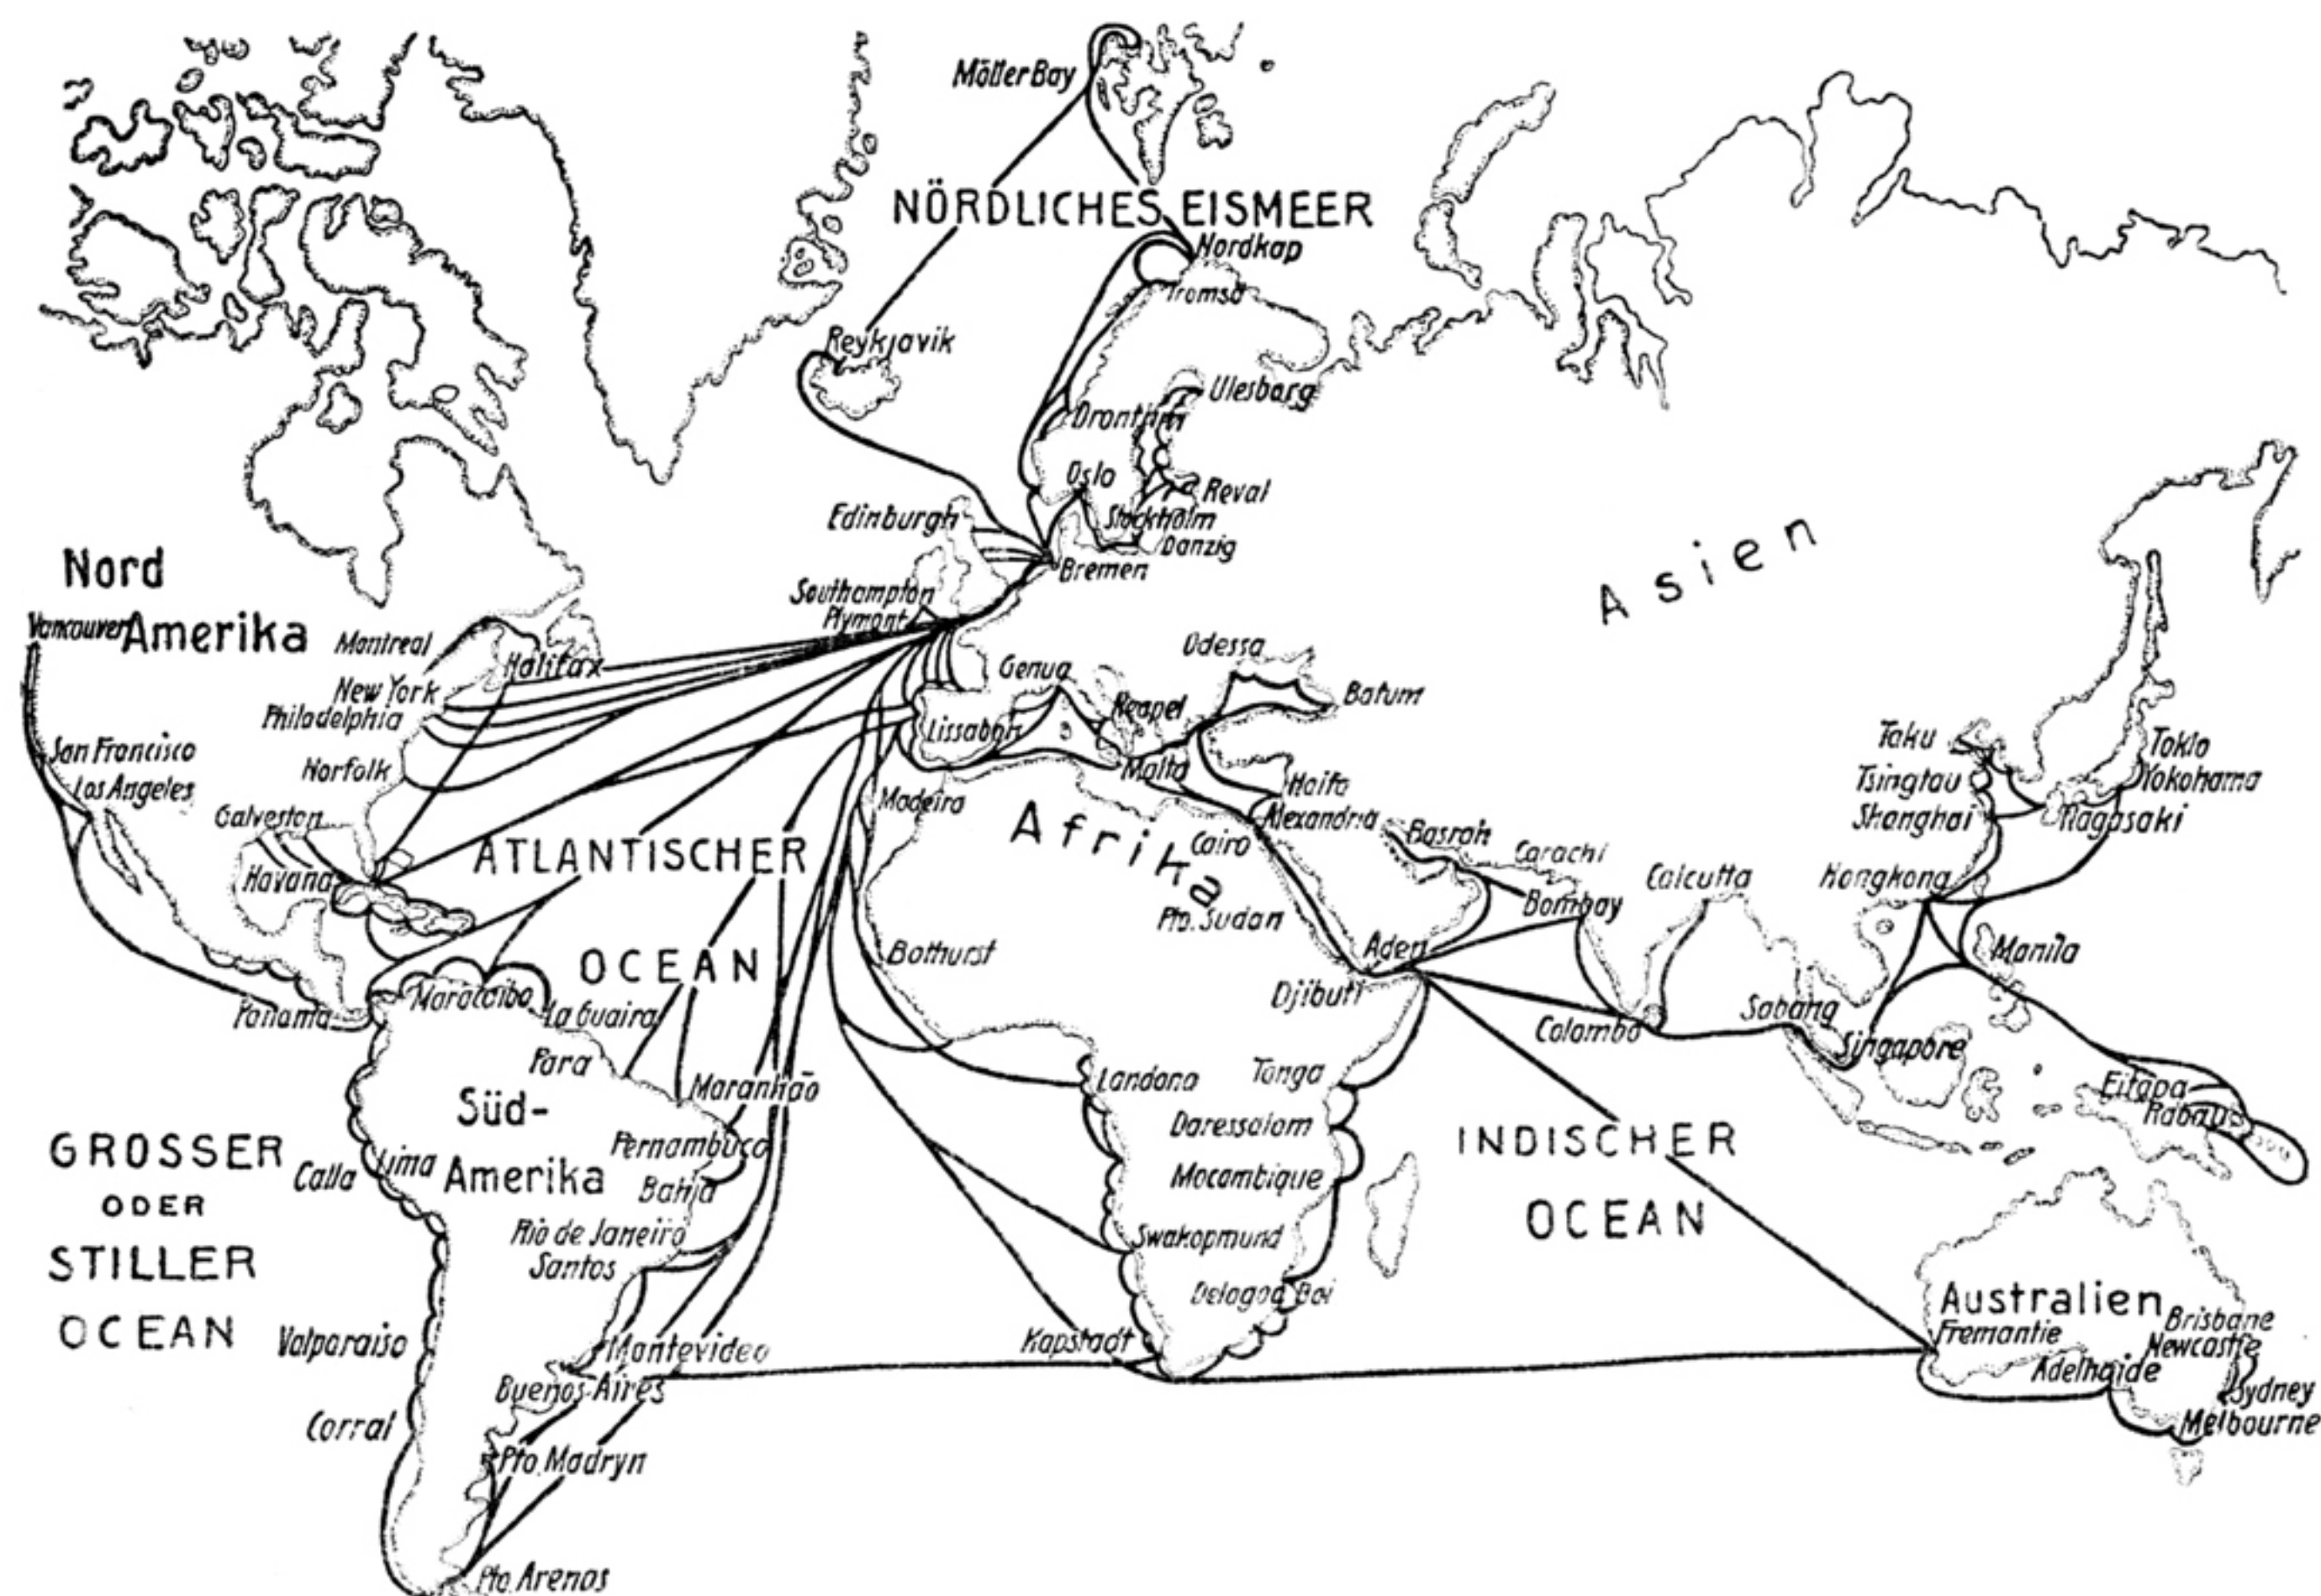 Möller Bay
NÖRDLICHES EISMEER
Nordkap
Tromsö
Reykjavik
Ulesborg
Drontheim
Oslo
Reval
Edinburgh
Stockholm
Danzig
Bremen
Asien
Nord
Amerika
Vancouver
Southampton
Plymont
Montreal
Halifax
Odessa
Genua
New York
Philadelphia
Batum
Neapel
Lissabon
San Francisco
Los Angeles
Norfolk
Malta
Haifa
Taku
Tokio
Tsingtau
Yokohama
Galveston
Madeira
Afrika
Alexandria
Shanghai
Nagasaki
Cairo
Basrah
Carachi
ATLANTISCHER
Havana
Calcutta
Hongkong
Bombay
Pto. Sudan
OCEAN
Bathurst
Aden
Manila
Djibuti
Maracaibo
Panama
La Guaira
Colombo
Sabang
Singapore
Para
Maranhão
Landana
Tonga
Eitapa
Rabaul
Süd-
Amerika
Daressalam
INDISCHER
OCEAN
GROSSER
ODER
STILLER
OCEAN
Calla
Lima
Pernambuco
Bahia
Mocambique
Rio de Janeiro
Santos
Swakopmund
Delagoa Bai
Australien
Brisbane
Fremantie
Newcastle
Valparaiso
Montevideo
Kapstadt
Adelhaide
Buenos Aires
Sydney
Corral
Melbourne
Pto. Madryn
Pto. Arenas